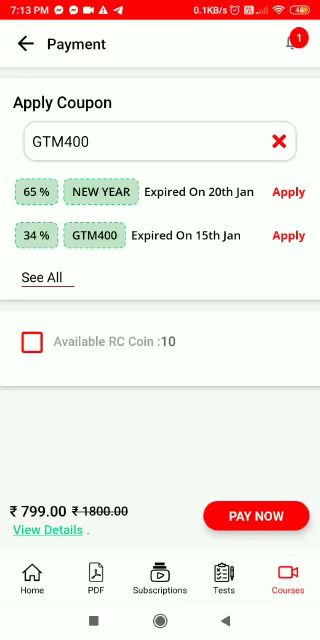 7:13 PM 0.1KB/s 46
Payment 1
Apply Coupon
GTM400
65 % NEW YEAR Expired On 20th Jan Apply
34 % GTM400 Expired On 15th Jan Apply
See All
Available RC Coin :10
₹ 799.00 ₹ 1800.00
View Details . PAY NOW
Home PDF Subscriptions Tests Courses